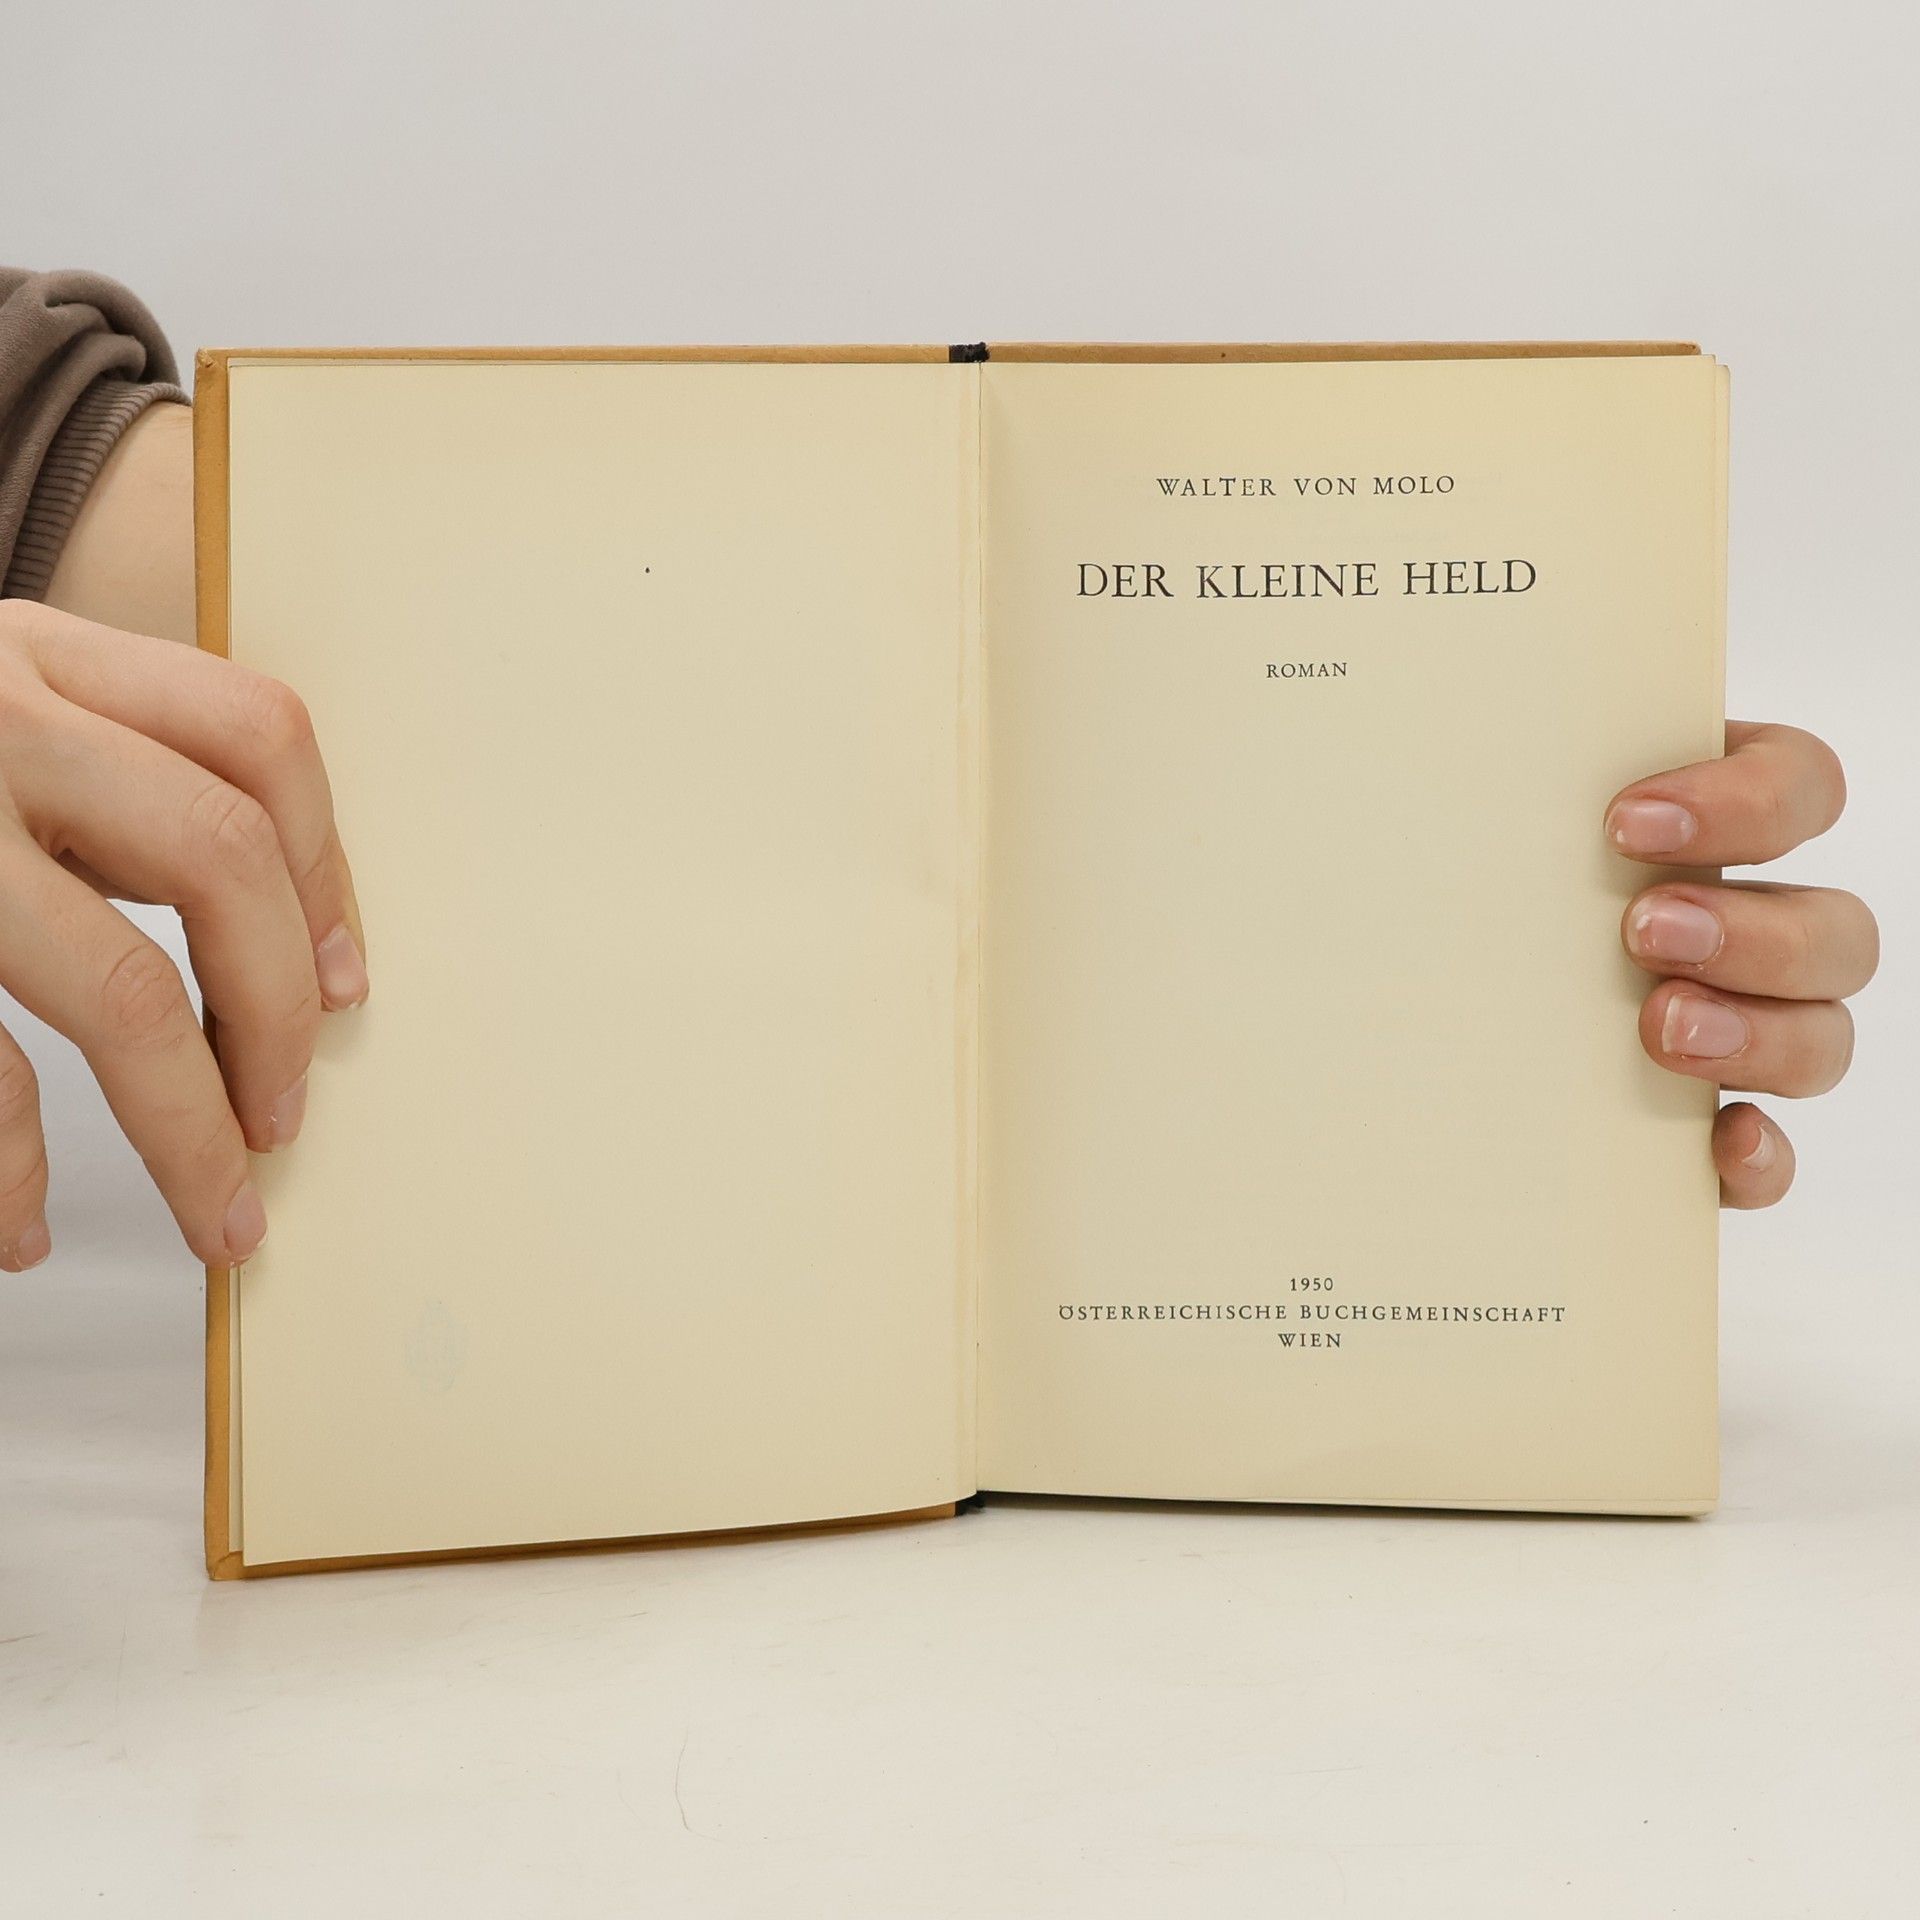 WALTER VON MOLO
DER KLEINE HELD
ROMAN
1950
ÖSTERREICHISCHE BUCHGEMEINSCHAFT
WIEN